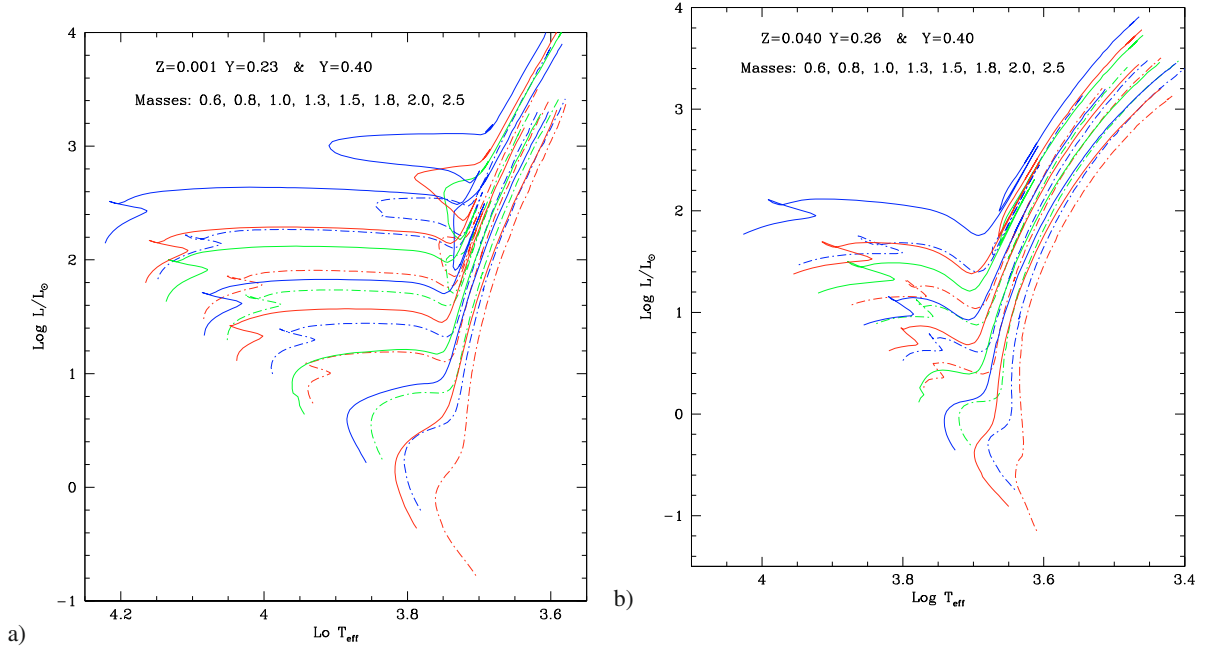 4
3
2
1
0
-1
4.2
4
3.8
3.6
Z=0.001 Y=0.23 & Y=0.40
Masses: 0.6, 0.8, 1.0, 1.3, 1.5, 1.8, 2.0, 2.5
Log L/L⊙
Lo Teff
a)
4
3
2
1
0
-1
4
3.8
3.6
3.4
Z=0.040 Y=0.26 & Y=0.40
Masses: 0.6, 0.8, 1.0, 1.3, 1.5, 1.8, 2.0, 2.5
Log L/L⊙
Log Teff
b)